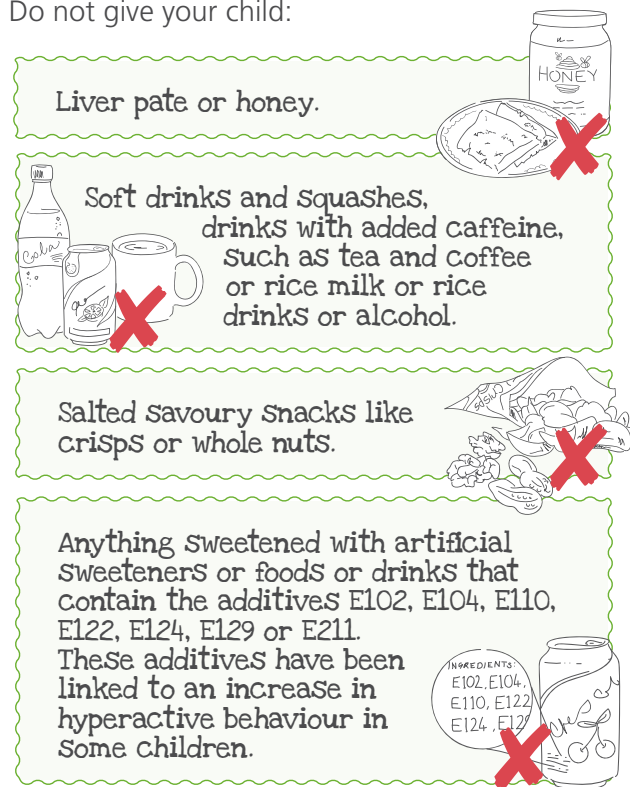 Do not give your child:
HONEY
Liver pate or honey.
Soft drinks and squashes,
drinks with added caffeine,
such as tea and coffee
or rice milk or rice
drinks or alcohol.
Cola
Salted savoury snacks like
crisps or whole nuts.
Anything sweetened with artificial
sweeteners or foods or drinks that
contain the additives E102, E104, E110,
E122, E124, E129 or E211.
These additives have been
linked to an increase in
hyperactive behaviour in
some children.
INGREDIENTS:
E102, E104,
E110, E122
E124, E129